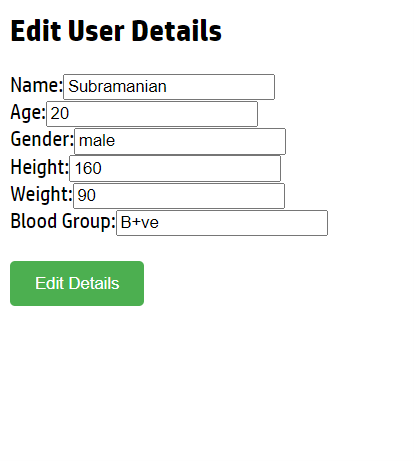 Edit User Details
Name: Subramanian
Age: 20
Gender: male
Height: 160
Weight: 90
Blood Group: B+ve
Edit Details